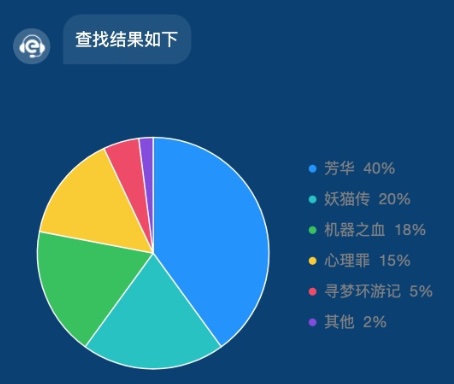 查找结果如下
芳华 40%
妖猫传 20%
机器之血 18%
心理罪 15%
寻梦环游记 5%
其他 2%